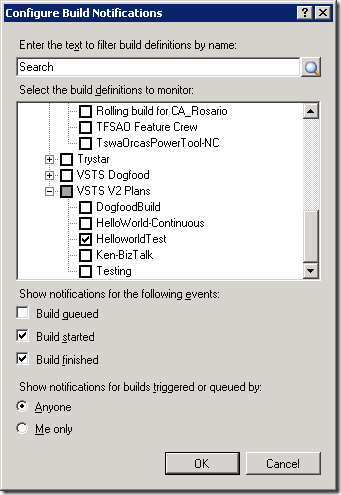 Configure Build Notifications
Enter the text to filter build definitions by name:
Search
Select the build definitions to monitor:
Rolling build for CA_Rosario
TFSAO Feature Crew
TswaOrcasPowerTool-NC
Trystar
VSTS Dogfood
VSTS V2 Plans
DogfoodBuild
HelloWorld-Continuous
HelloworldTest
Ken-BizTalk
Testing
Show notifications for the following events:
Build queued
Build started
Build finished
Show notifications for builds triggered or queued by:
Anyone
Me only
OK Cancel